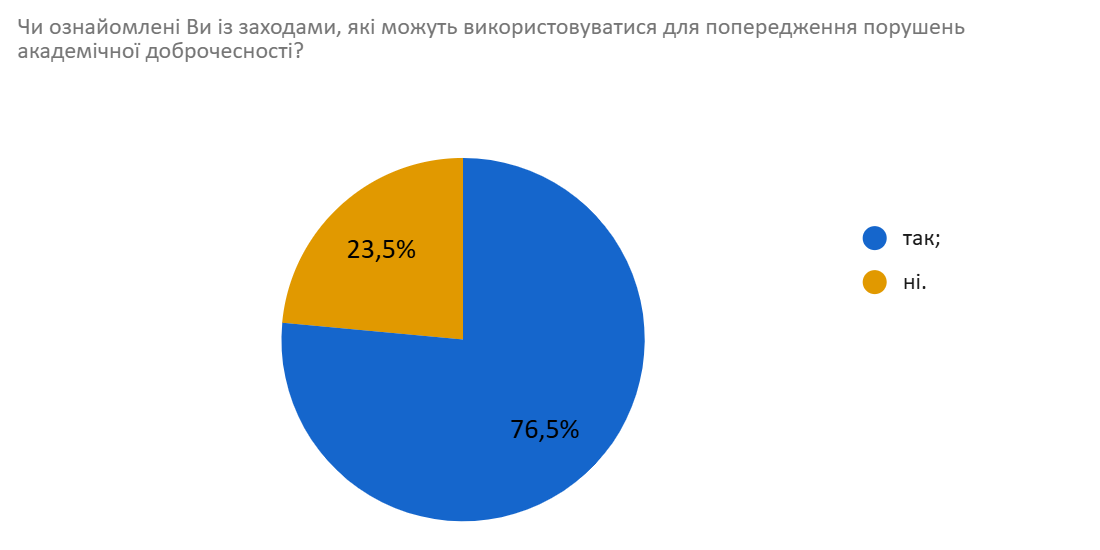 Чи ознайомлені Ви із заходами, які можуть використовуватися для попередження порушень
академічної доброчесності?
23,5%
так;
ні.
76,5%